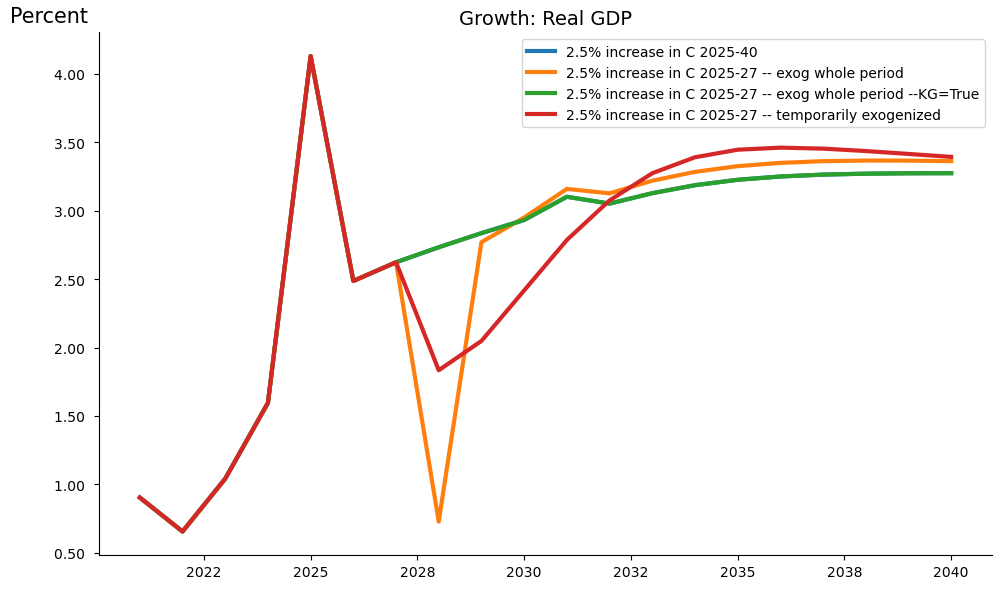 Percent
Growth: Real GDP
2.5% increase in C 2025-40
2.5% increase in C 2025-27 -- exog whole period
2.5% increase in C 2025-27 -- exog whole period --KG=True
2.5% increase in C 2025-27 -- temporarily exogenized
4.00
3.50
3.00
2.50
2.00
1.50
1.00
0.50
2022 2025 2028 2030 2032 2035 2038 2040